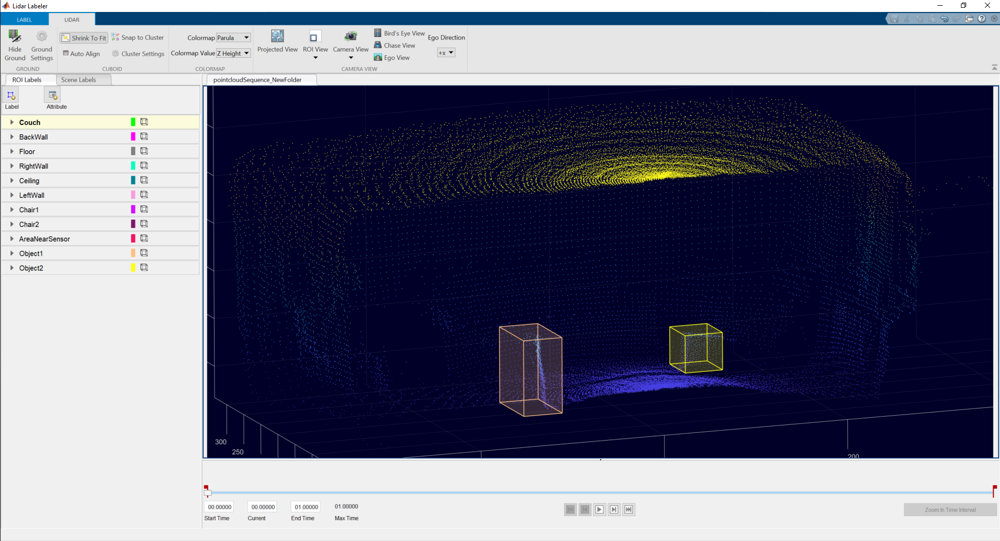 Lidar Labeler
LABEL
LIDAR
Hide Ground
Ground Settings
GROUND
Shrink To Fit
Snap to Cluster
Auto Align
Cluster Settings
CUBOID
Colormap Parula
Colormap Value Z Height
COLORMAP
Projected View
ROI View
Camera View
Bird's Eye View
Chase View
Ego View
Ego Direction
+x
CAMERA VIEW
ROI Labels
Scene Labels
Label
Attribute
Couch
BackWall
Floor
RightWall
Ceiling
LeftWall
Chair1
Chair2
AreaNearSensor
Object1
Object2
pointcloudSequence_NewFolder
300
250
200
00.00000
00.00000
01.00000
01.00000
Start Time
Current
End Time
Max Time
Zoom In Time Interval